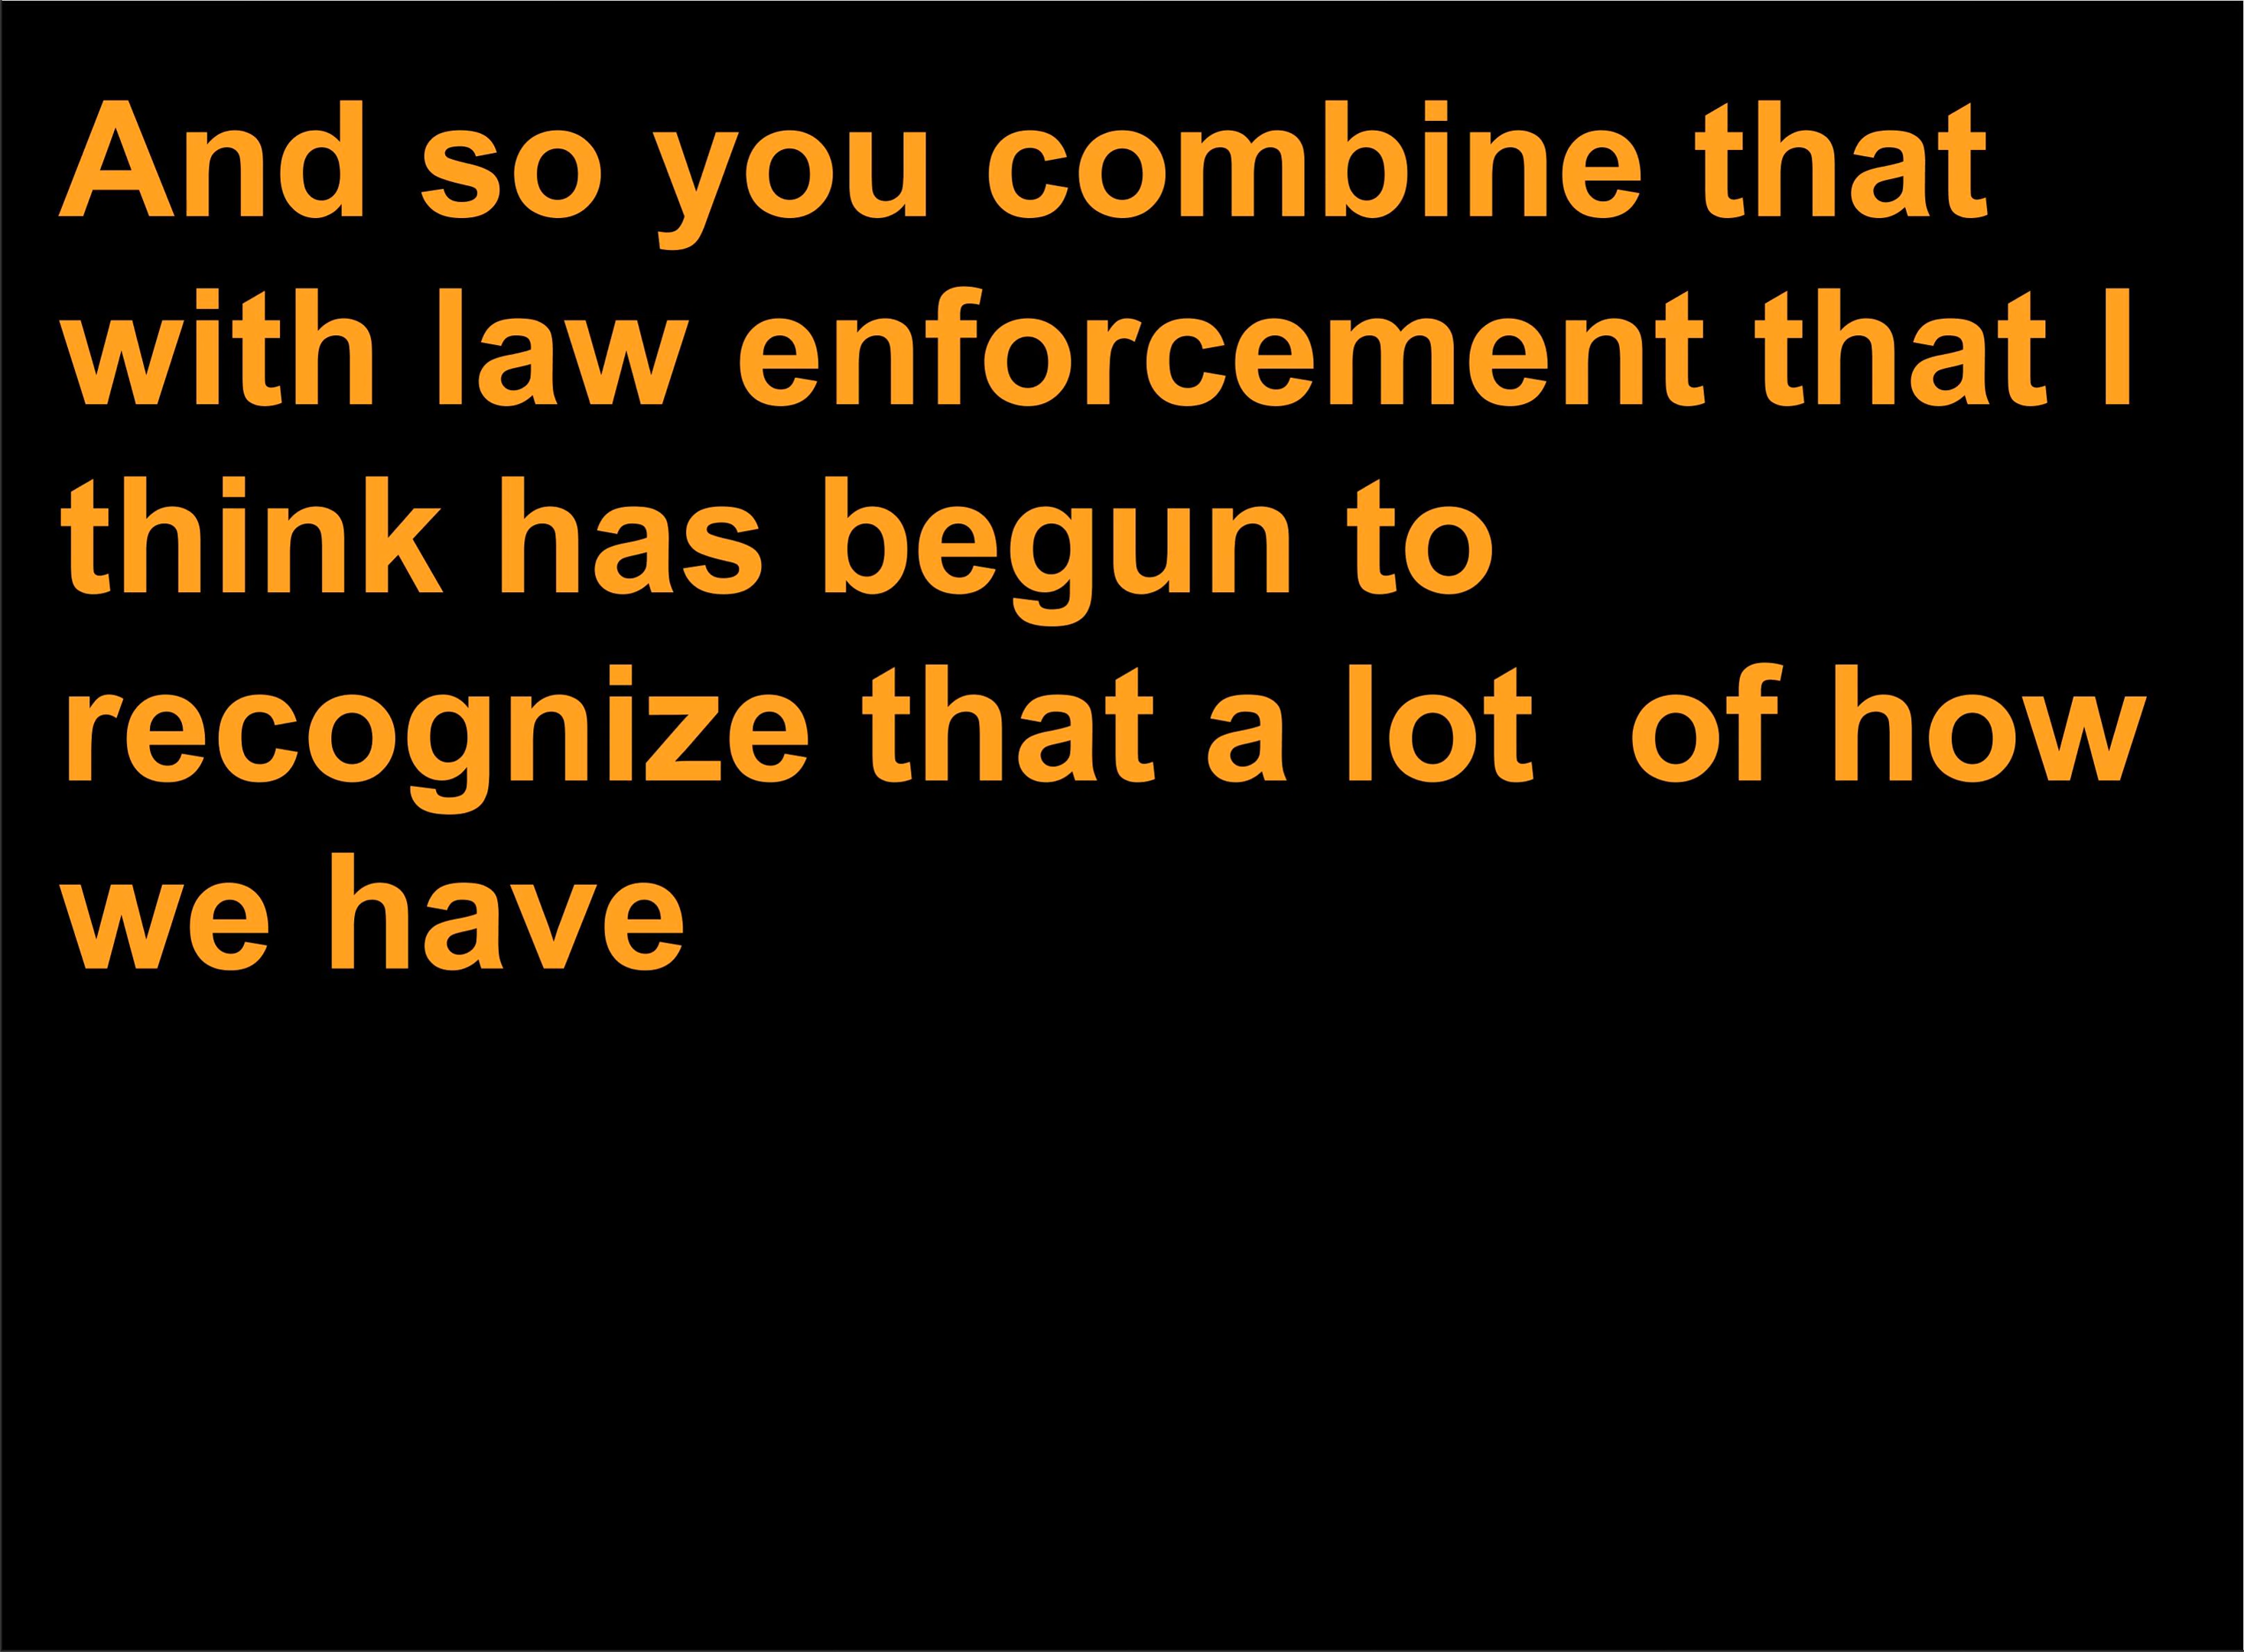 And so you combine that
with law enforcement that I
think has begun to
recognize that a lot  of how
we have